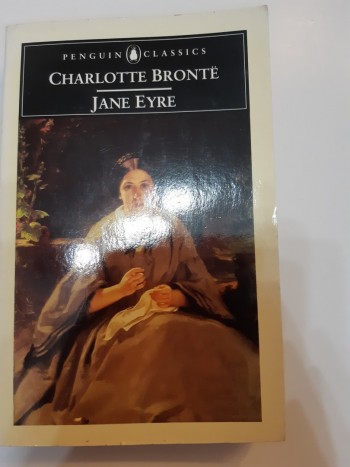 PENGUIN CLASSICS
CHARLOTTE BRONTË
JANE EYRE